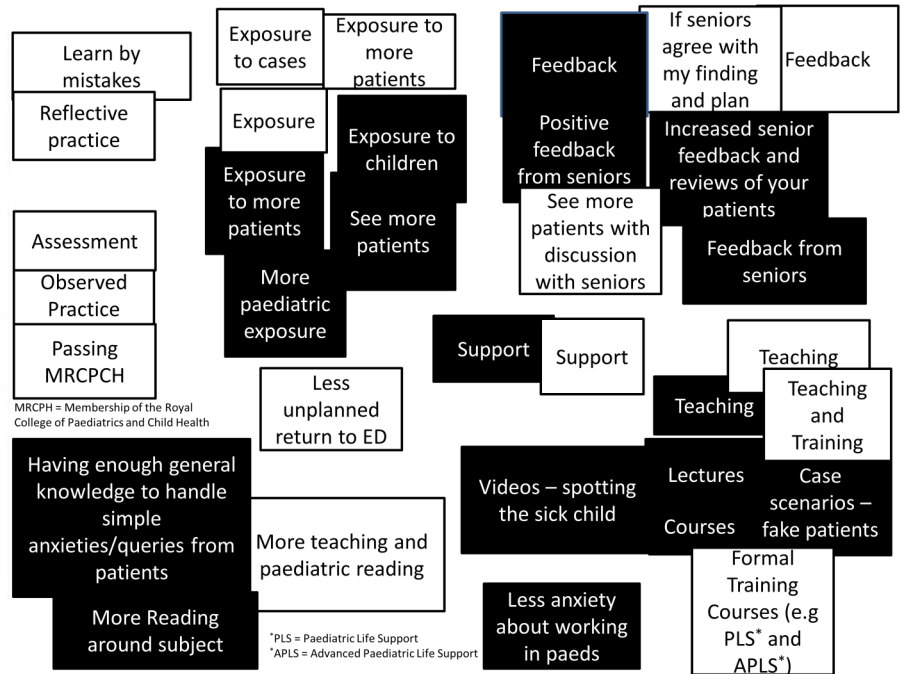 Learn by
mistakes
Reflective
practice
Exposure
to cases
Exposure to
more
patients
Exposure
Exposure to
children
Exposure
to more
patients
See more
patients
More
paediatric
exposure
Feedback
If seniors
agree with
my finding
and plan
Feedback
Positive
feedback
from seniors
Increased senior
feedback and
reviews of your
patients
See more
patients with
discussion
with seniors
Feedback from
seniors
Assessment
Observed
Practice
Passing
MRCPCH
MRCPH = Membership of the Royal
College of Paediatrics and Child Health
Less
unplanned
return to ED
Support
Support
Teaching
Teaching
Teaching
and
Training
Having enough general
knowledge to handle
simple
anxieties/queries from
patients
More teaching and
paediatric reading
More Reading
around subject
Videos – spotting
the sick child
Lectures
Courses
Case
scenarios –
fake patients
Formal
Training
Courses (e.g
PLS* and
APLS*)
Less anxiety
about working
in paeds
*PLS = Paediatric Life Support
*APLS = Advanced Paediatric Life Support